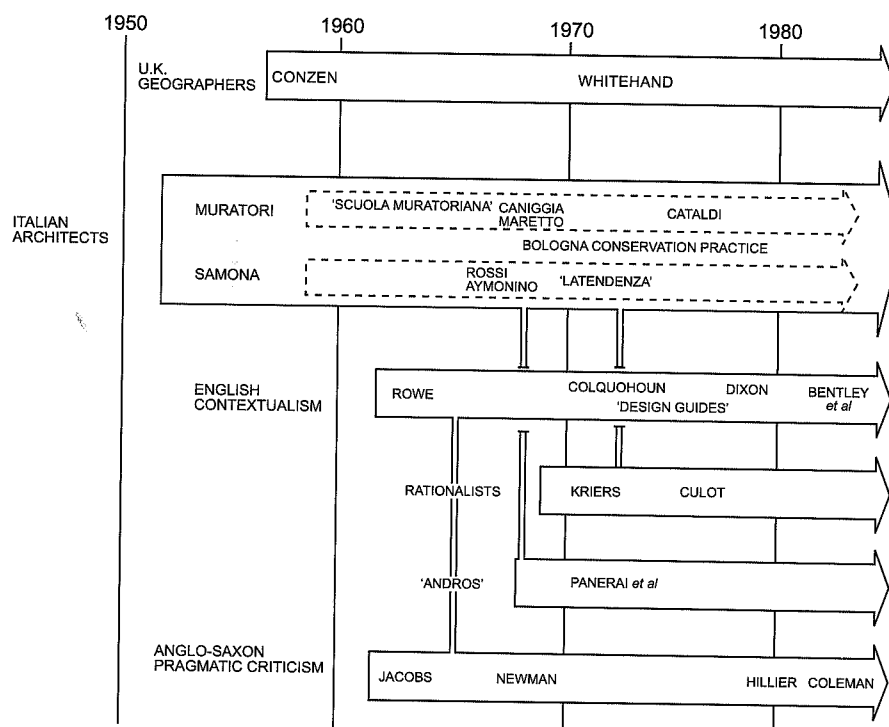 1950
1960
1970
1980
U.K.
GEOGRAPHERS
CONZEN
WHITEHAND
ITALIAN
ARCHITECTS
MURATORI
'SCUOLA MURATORIANA'
CANIGGIA
MARETTO
CATALDI
BOLOGNA CONSERVATION PRACTICE
SAMONA
ROSSI
AYMONINO
'LATENDENZA'
ENGLISH
CONTEXTUALISM
ROWE
COLQUOHOUN
'DESIGN GUIDES'
DIXON
BENTLEY
et al
RATIONALISTS
KRIERS
CULOT
'ANDROS'
PANERAI et al
ANGLO-SAXON
PRAGMATIC CRITICISM
JACOBS
NEWMAN
HILLIER
COLEMAN